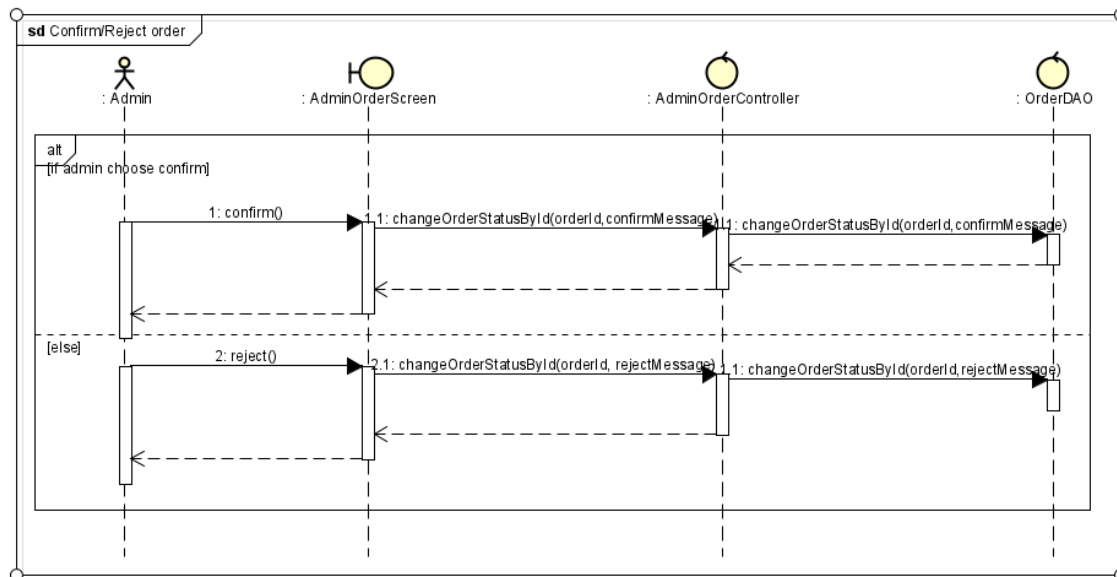 sd Confirm/Reject order
: Admin
: AdminOrderScreen
: AdminOrderController
: OrderDAO
alt
[if admin choose confirm]
1: confirm()
1.1: changeOrderStatusById(orderId,confirmMessage)
1.1: changeOrderStatusById(orderId,confirmMessage)
[else]
2: reject()
2.1: changeOrderStatusById(orderId, rejectMessage)
1.1: changeOrderStatusById(orderId,rejectMessage)